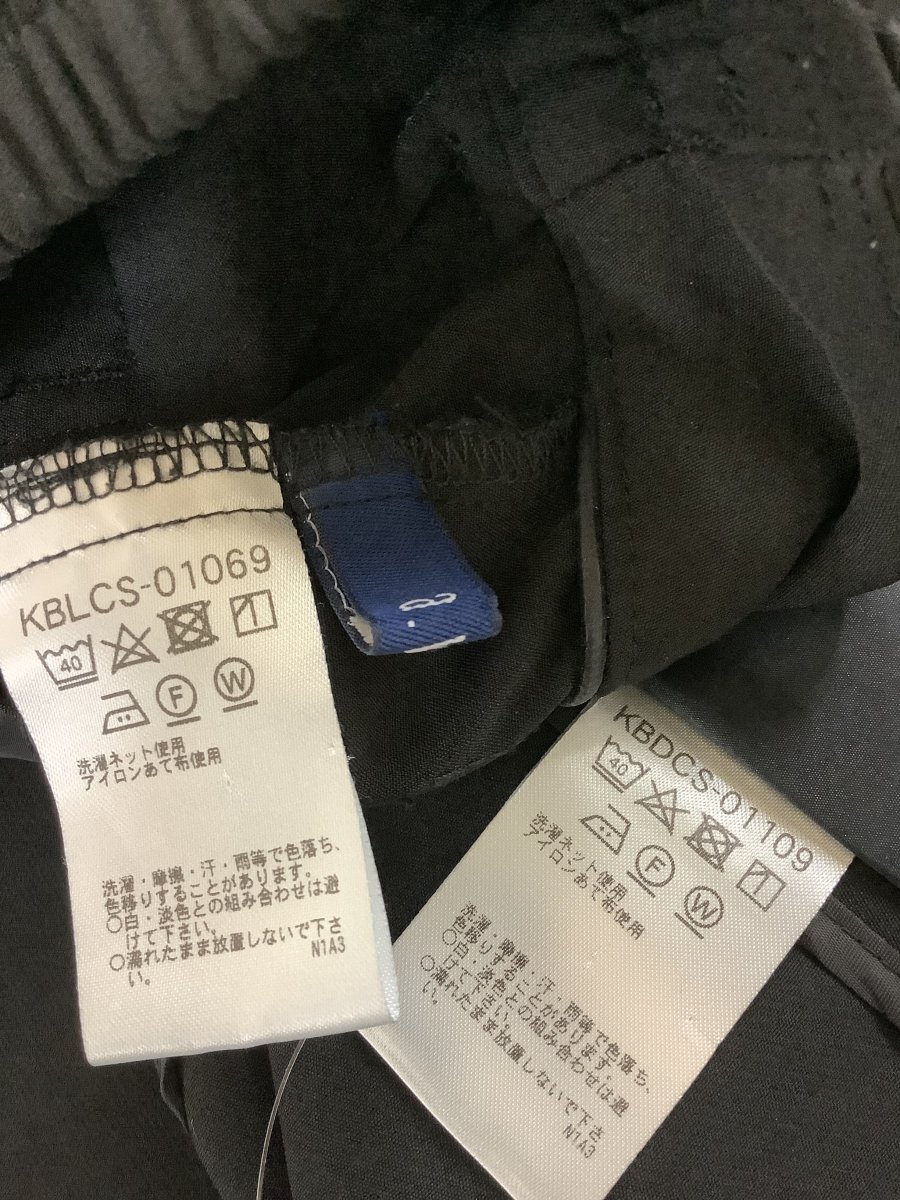 KBLCS-01069
40
F
W
洗濯ネット使用
アイロンあて布使用
洗濯・摩擦・汗・雨等で色落ち、
色移りすることがあります。
○白・淡色との組み合わせは避
けて下さい。
○濡れたまま放置しないで下さ
い。
N1A3
KBDCS-01109
40
F
W
洗濯ネット使用
アイロンあて布使用
洗濯・摩擦・汗・雨等で色落ち、
色移りすることがあります。
○白・淡色との組み合わせは避
けて下さい。
○濡れたまま放置しないで下さ
い。
N1A3